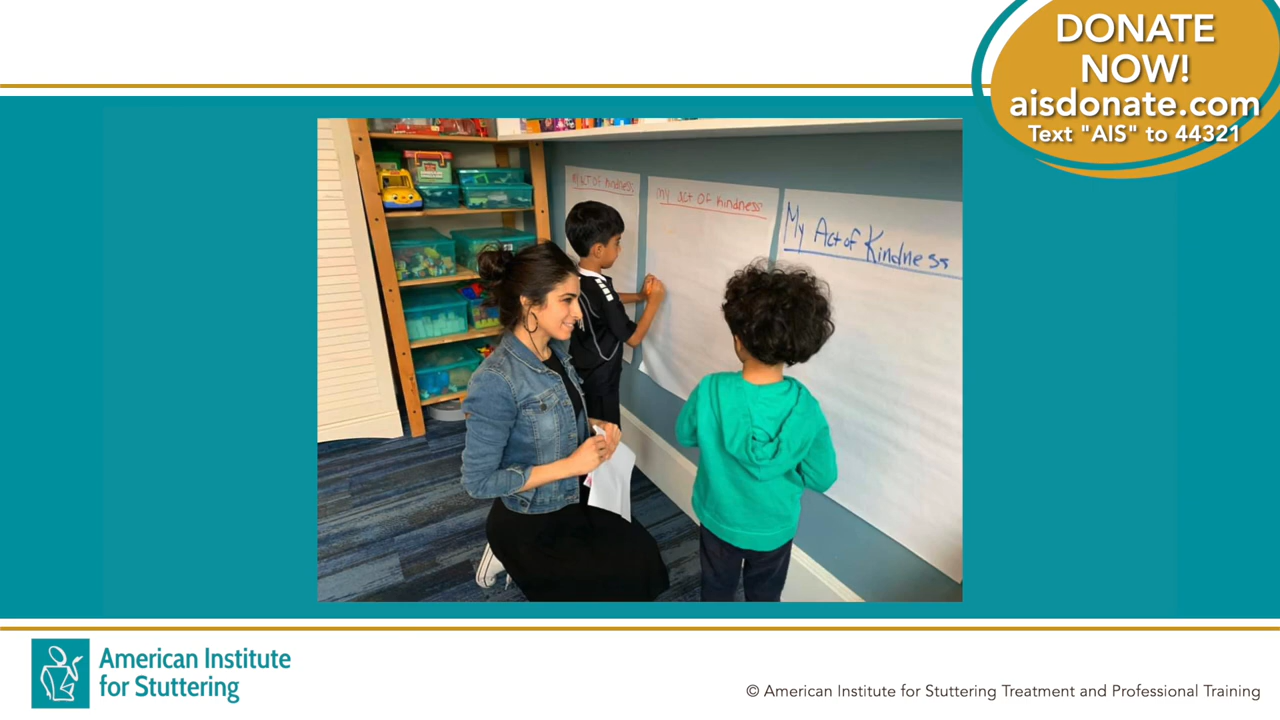 DONATE
NOW!
aisdonate.com
Text "AIS" to 44321
My ACT OF kindness
My act OF kindness
My Act of Kindness
American Institute
for Stuttering
© American Institute for Stuttering Treatment and Professional Training